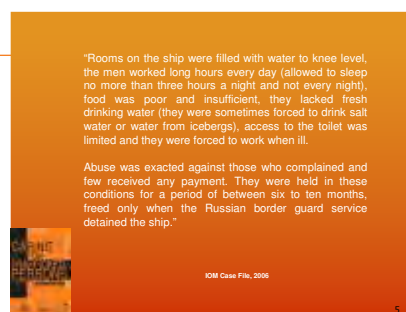 “Rooms on the ship were filled with water to knee level,
the men worked long hours every day (allowed to sleep
no more than three hours a night and not every night),
food was poor and insufficient, they lacked fresh
drinking water (they were sometimes forced to drink salt
water or water from icebergs), access to the toilet was
limited and they were forced to work when ill.
Abuse was exacted against those who complained and
few received any payment. They were held in these
conditions for a period of between six to ten months,
freed only when the Russian border guard service
detained the ship.”
IOM Case File, 2006
5